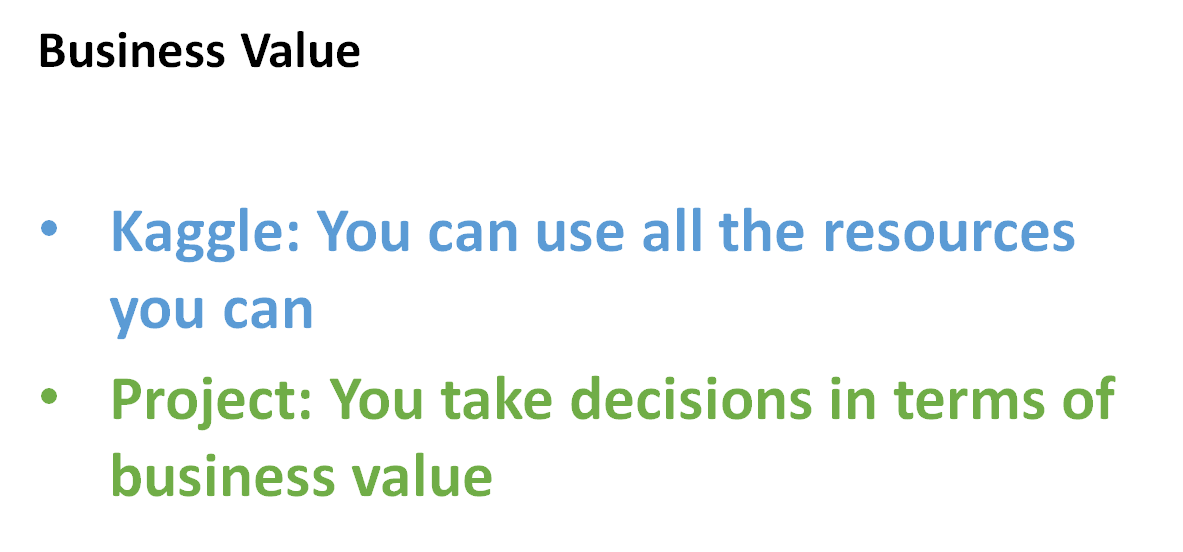 Business Value
• Kaggle: You can use all the resources
you can
• Project: You take decisions in terms of
business value